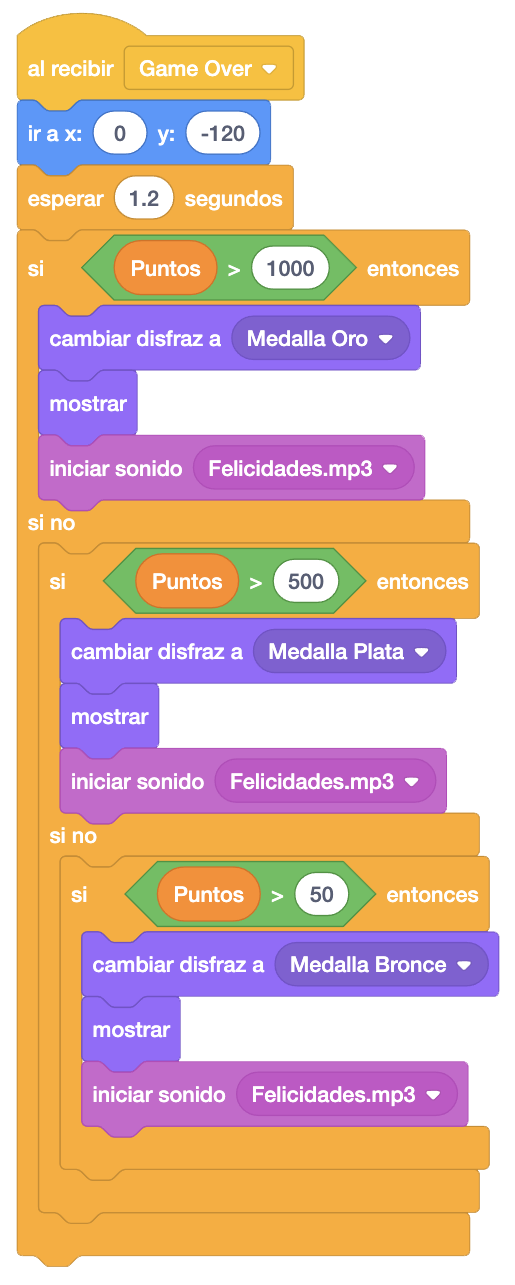 al recibir Game Over
ir a x: 0 y: -120
esperar 1.2 segundos
si Puntos > 1000 entonces
cambiar disfraz a Medalla Oro
mostrar
iniciar sonido Felicidades.mp3
si no
si Puntos > 500 entonces
cambiar disfraz a Medalla Plata
mostrar
iniciar sonido Felicidades.mp3
si no
si Puntos > 50 entonces
cambiar disfraz a Medalla Bronce
mostrar
iniciar sonido Felicidades.mp3